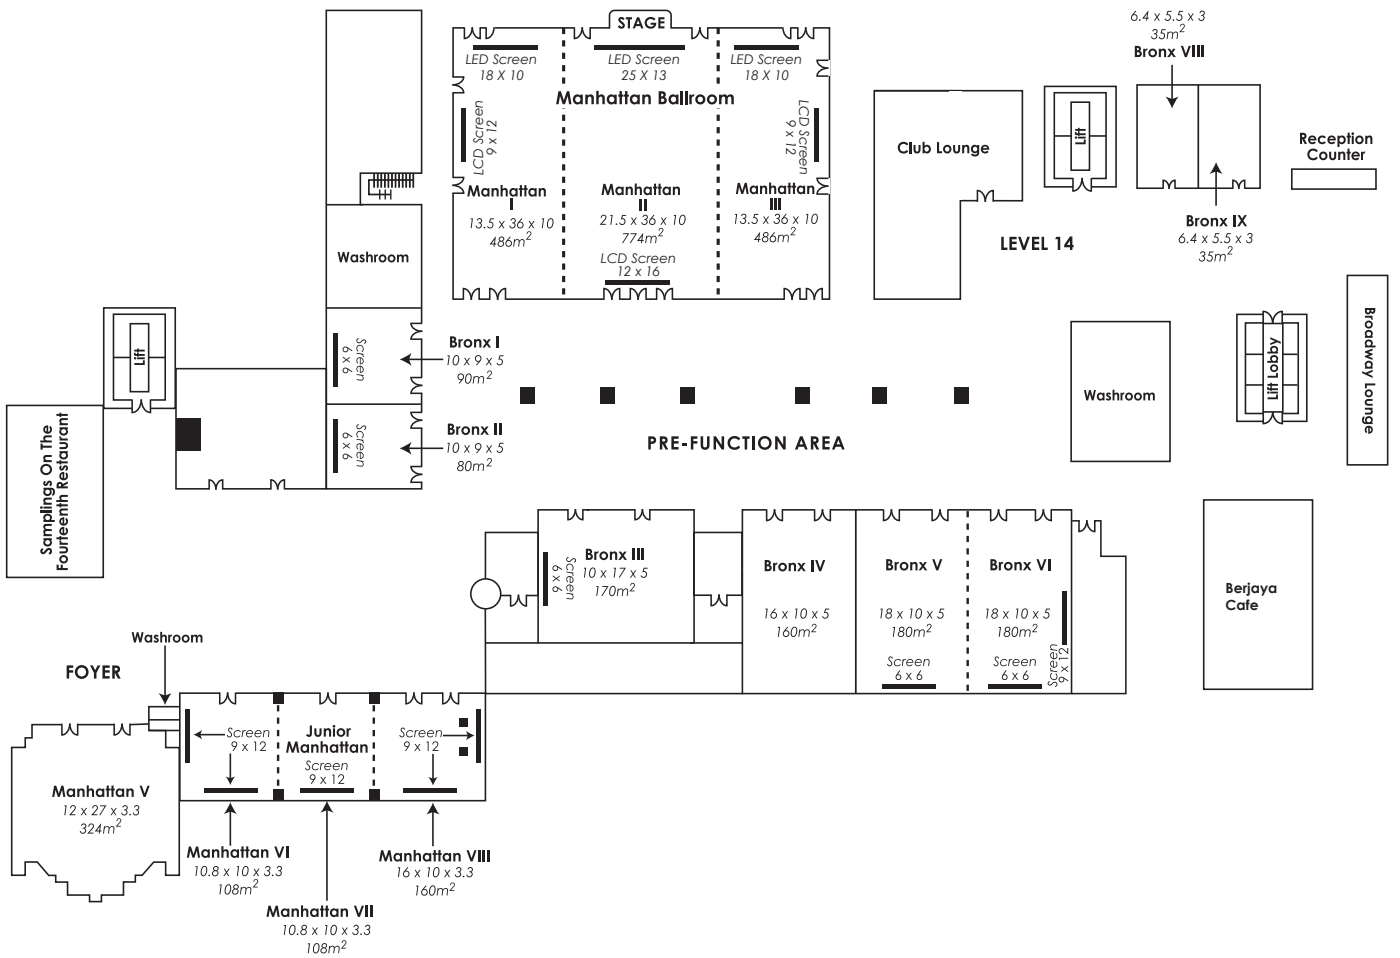 STAGE
LED Screen
18 X 10
LED Screen
25 X 13
LED Screen
18 X 10
Manhattan Ballroom
LCD Screen
9 x 12
LCD Screen
9 x 12
Manhattan
I
13.5 x 36 x 10
486m²
Manhattan
II
21.5 x 36 x 10
774m²
LCD Screen
12 x 16
Manhattan
III
13.5 x 36 x 10
486m²
Club Lounge
LEVEL 14
Lift
6.4 x 5.5 x 3
35m²
Bronx VIII
Bronx IX
6.4 x 5.5 x 3
35m²
Reception
Counter
Washroom
Lift
Screen
6 x 6
Bronx I
10 x 9 x 5
90m²
Screen
6 x 6
Bronx II
10 x 9 x 5
80m²
PRE-FUNCTION AREA
Washroom
Lift Lobby
Broadway Lounge
Samplings On The
Fourteenth Restaurant
Screen
6 x 6
Bronx III
10 x 17 x 5
170m²
Bronx IV
16 x 10 x 5
160m²
Bronx V
18 x 10 x 5
180m²
Screen
6 x 6
Bronx VI
18 x 10 x 5
180m²
Screen
6 x 6
Screen
9 x 12
Berjaya
Cafe
Washroom
FOYER
Screen
9 x 12
Junior
Manhattan
Screen
9 x 12
Screen
9 x 12
Manhattan V
12 x 27 x 3.3
324m²
Manhattan VI
10.8 x 10 x 3.3
108m²
Manhattan VII
10.8 x 10 x 3.3
108m²
Manhattan VIII
16 x 10 x 3.3
160m²